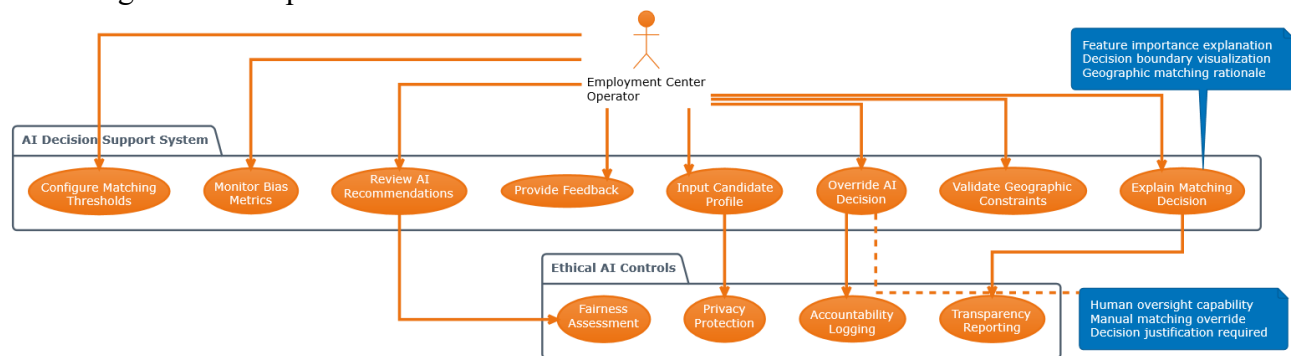 Employment Center
Operator
Feature importance explanation
Decision boundary visualization
Geographic matching rationale
AI Decision Support System
Configure Matching
Thresholds
Monitor Bias
Metrics
Review AI
Recommendations
Provide Feedback
Input Candidate
Profile
Override AI
Decision
Validate Geographic
Constraints
Explain Matching
Decision
Ethical AI Controls
Fairness
Assessment
Privacy
Protection
Accountability
Logging
Transparency
Reporting
Human oversight capability
Manual matching override
Decision justification required